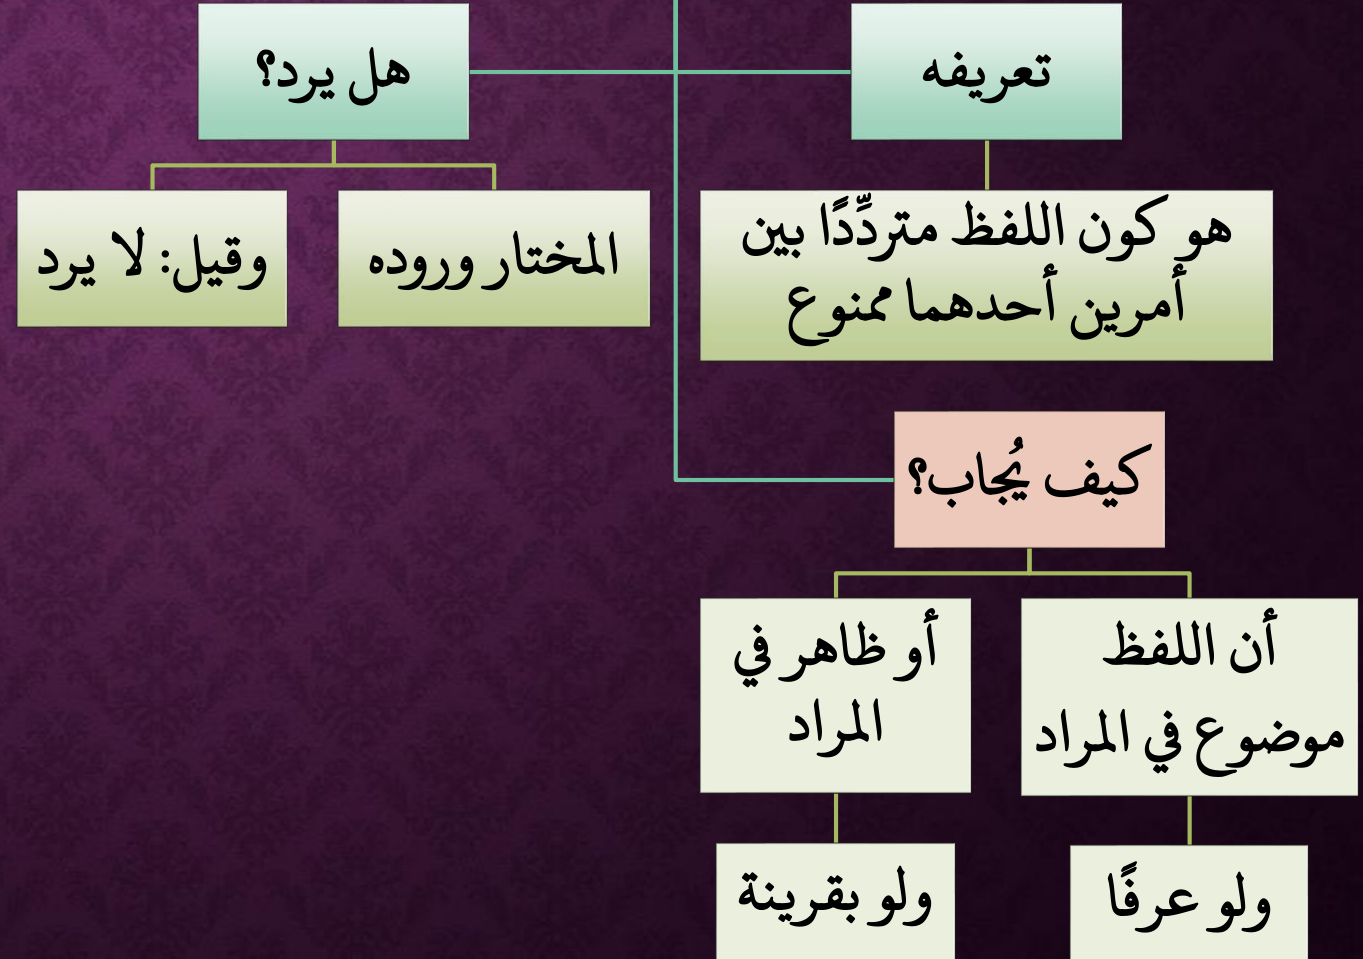 تعريفه
هل يرد؟
هو كون اللفظ متردِّدًا بين
أمرين أحدهما ممنوع
المختار وروده
وقيل: لا يرد
كيف يُجاب؟
أن اللفظ
موضوع في المراد
أو ظاهر في
المراد
ولو عرفًا
ولو بقرينة